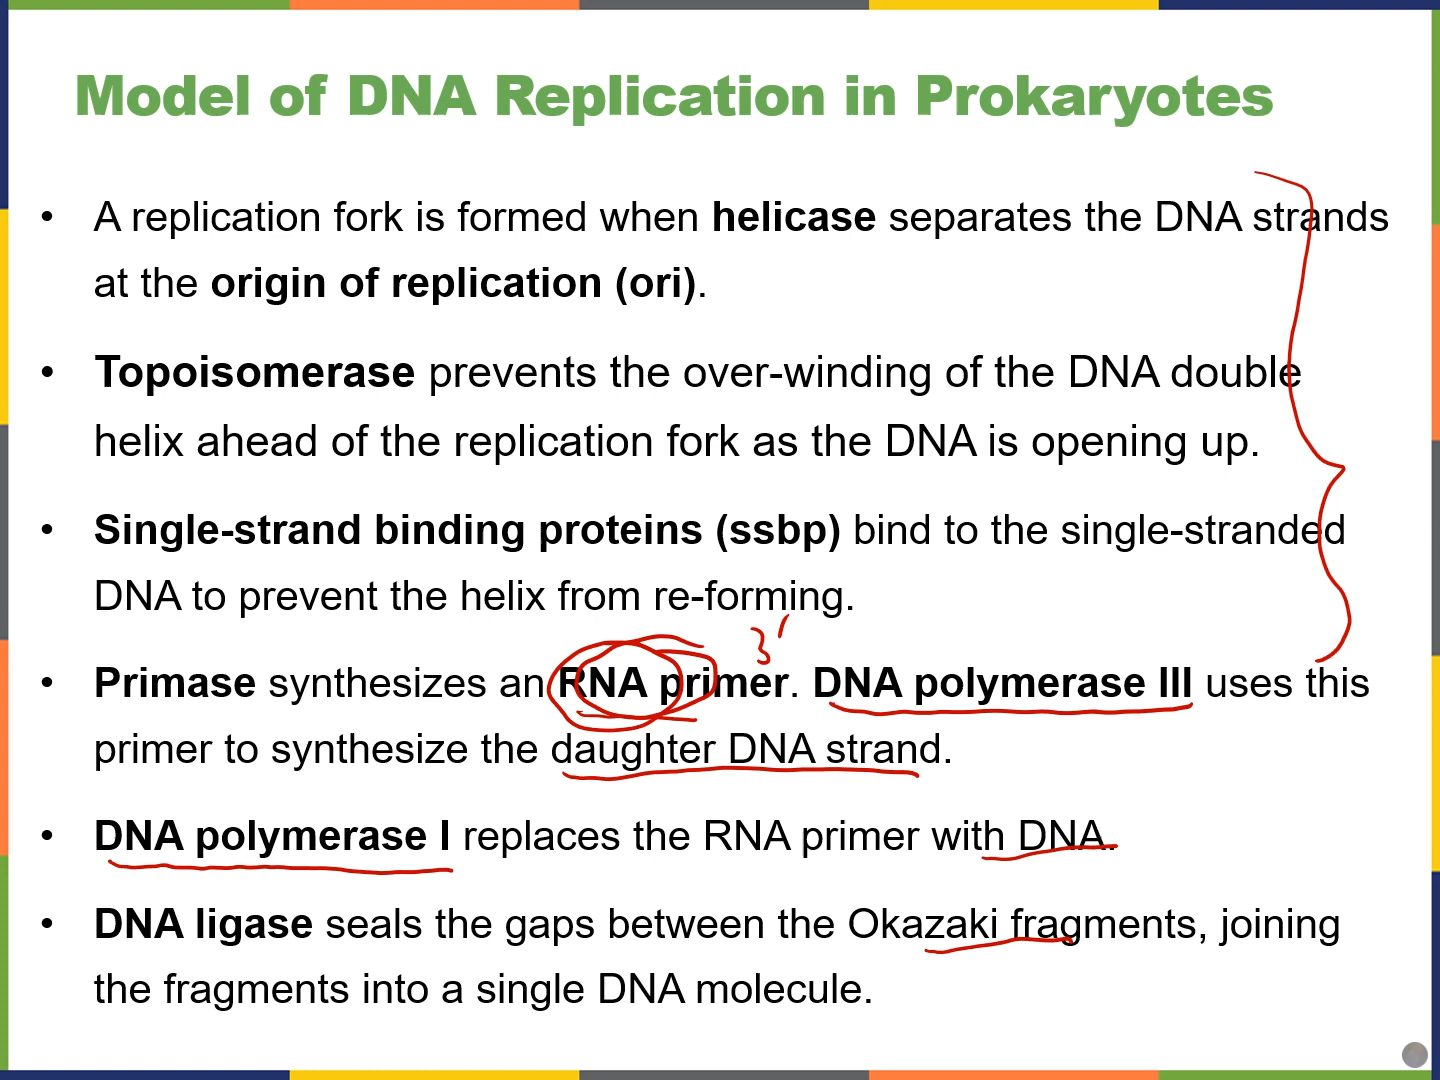 Model of DNA Replication in Prokaryotes
• A replication fork is formed when helicase separates the DNA strands
at the origin of replication (ori).
• Topoisomerase prevents the over-winding of the DNA double
helix ahead of the replication fork as the DNA is opening up.
• Single-strand binding proteins (ssbp) bind to the single-stranded
DNA to prevent the helix from re-forming.
3'
• Primase synthesizes an RNA primer. DNA polymerase III uses this
primer to synthesize the daughter DNA strand.
• DNA polymerase I replaces the RNA primer with DNA.
• DNA ligase seals the gaps between the Okazaki fragments, joining
the fragments into a single DNA molecule.